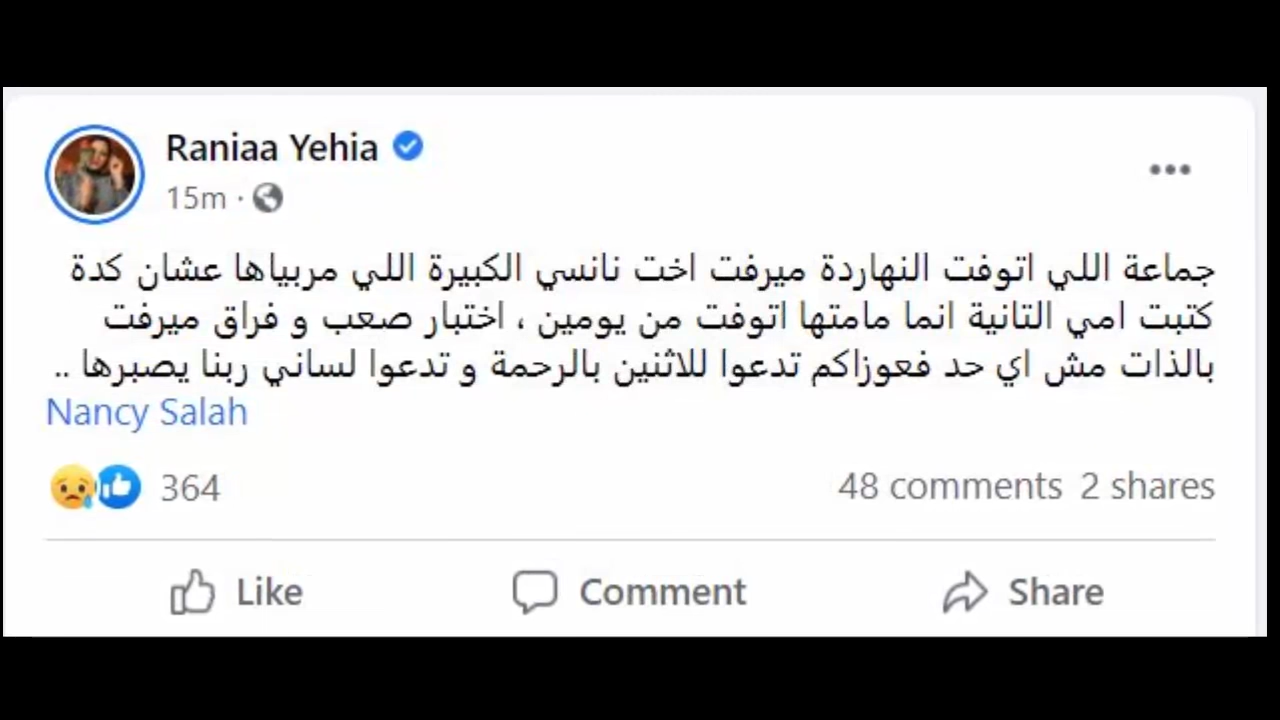 Raniaa Yehia
15m ·
جماعة اللي اتوفت النهاردة ميرفت اخت نانسي الكبيرة اللي مربياها عشان كدة
كتبت امي التانية انما مامتها اتوفت من يومين ، اختبار صعب و فراق ميرفت
بالذات مش اي حد فعوزاكم تدعوا للاثنين بالرحمة و تدعوا لساني ربنا يصبرها ..
Nancy Salah
364
48 comments 2 shares
Like Comment Share